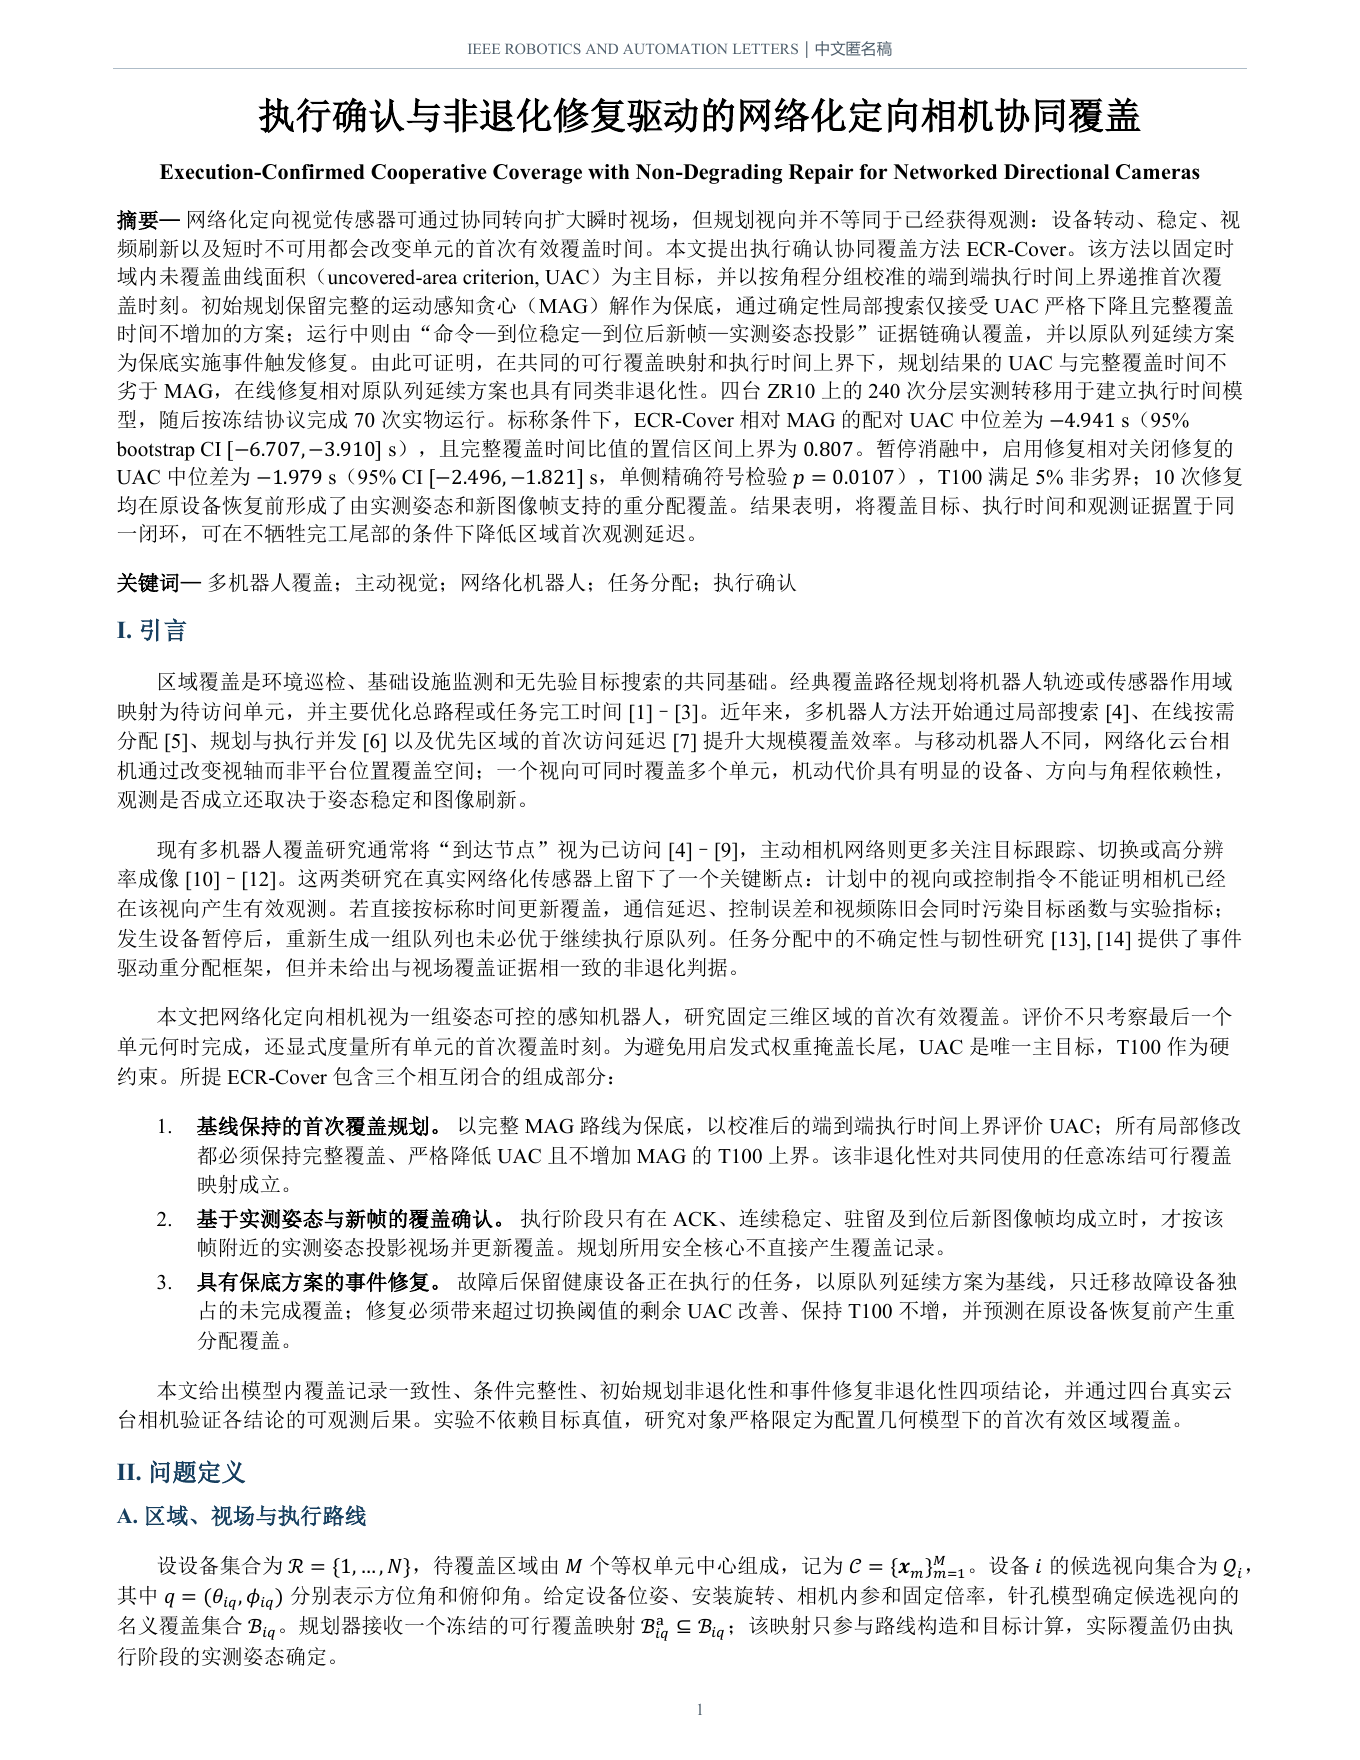 IEEE ROBOTICS AND AUTOMATION LETTERS | 中文匿名稿
执行确认与非退化修复驱动的网络化定向相机协同覆盖
Execution-Confirmed Cooperative Coverage with Non-Degrading Repair for Networked Directional Cameras
摘要— 网络化定向视觉传感器可通过协同转向扩大瞬时视场，但规划视向并不等同于已经获得观测：设备转动、稳定、视
频刷新以及短时不可用都会改变单元的首次有效覆盖时间。本文提出执行确认协同覆盖方法 ECR-Cover。该方法以固定时
域内未覆盖曲线面积（uncovered-area criterion, UAC）为主目标，并以按角程分组校准的端到端执行时间上界递推首次覆
盖时刻。初始规划保留完整的运动感知贪心（MAG）解作为保底，通过确定性局部搜索仅接受 UAC 严格下降且完整覆盖
时间不增加的方案；运行中则由“命令—到位稳定—到位后新帧—实测姿态投影”证据链确认覆盖，并以原队列延续方案
为保底实施事件触发修复。由此可证明，在共同的可行覆盖映射和执行时间上界下，规划结果的 UAC 与完整覆盖时间不
劣于 MAG，在线修复相对原队列延续方案也具有同类非退化性。四台 ZR10 上的 240 次分层实测转移用于建立执行时间模
型，随后按冻结协议完成 70 次实物运行。标称条件下，ECR-Cover 相对 MAG 的配对 UAC 中位差为 −4.941 s（95%
bootstrap CI [−6.707, −3.910] s），且完整覆盖时间比值的置信区间上界为 0.807。暂停消融中，启用修复相对关闭修复的
UAC 中位差为 −1.979 s（95% CI [−2.496, −1.821] s，单侧精确符号检验 p = 0.0107），T100 满足 5% 非劣界；10 次修复
均在原设备恢复前形成了由实测姿态和新图像帧支持的重分配覆盖。结果表明，将覆盖目标、执行时间和观测证据置于同
一闭环，可在不牺牲完工尾部的条件下降低区域首次观测延迟。
关键词— 多机器人覆盖；主动视觉；网络化机器人；任务分配；执行确认
I. 引言
区域覆盖是环境巡检、基础设施监测和无先验目标搜索的共同基础。经典覆盖路径规划将机器人轨迹或传感器作用域
映射为待访问单元，并主要优化总路程或任务完工时间 [1]–[3]。近年来，多机器人方法开始通过局部搜索 [4]、在线按需
分配 [5]、规划与执行并发 [6] 以及优先区域的首次访问延迟 [7] 提升大规模覆盖效率。与移动机器人不同，网络化云台相
机通过改变视轴而非平台位置覆盖空间；一个视向可同时覆盖多个单元，机动代价具有明显的设备、方向与角程依赖性，
观测是否成立还取决于姿态稳定和图像刷新。
现有多机器人覆盖研究通常将“到达节点”视为已访问 [4]–[9]，主动相机网络则更多关注目标跟踪、切换或高分辨
率成像 [10]–[12]。这两类研究在真实网络化传感器上留下了一个关键断点：计划中的视向或控制指令不能证明相机已经
在该视向产生有效观测。若直接按标称时间更新覆盖，通信延迟、控制误差和视频陈旧会同时污染目标函数与实验指标；
发生设备暂停后，重新生成一组队列也未必优于继续执行原队列。任务分配中的不确定性与韧性研究 [13], [14] 提供了事件
驱动重分配框架，但并未给出与视场覆盖证据相一致的非退化判据。
本文把网络化定向相机视为一组姿态可控的感知机器人，研究固定三维区域的首次有效覆盖。评价不只考察最后一个
单元何时完成，还显式度量所有单元的首次覆盖时刻。为避免用启发式权重掩盖长尾，UAC 是唯一主目标，T100 作为硬
约束。所提 ECR-Cover 包含三个相互闭合的组成部分：
1. 基线保持的首次覆盖规划。 以完整 MAG 路线为保底，以校准后的端到端执行时间上界评价 UAC；所有局部修改
都必须保持完整覆盖、严格降低 UAC 且不增加 MAG 的 T100 上界。该非退化性对共同使用的任意冻结可行覆盖
映射成立。
2. 基于实测姿态与新帧的覆盖确认。 执行阶段只有在 ACK、连续稳定、驻留及到位后新图像帧均成立时，才按该
帧附近的实测姿态投影视场并更新覆盖。规划所用安全核心不直接产生覆盖记录。
3. 具有保底方案的事件修复。 故障后保留健康设备正在执行的任务，以原队列延续方案为基线，只迁移故障设备独
占的未完成覆盖；修复必须带来超过切换阈值的剩余 UAC 改善、保持 T100 不增，并预测在原设备恢复前产生重
分配覆盖。
本文给出模型内覆盖记录一致性、条件完整性、初始规划非退化性和事件修复非退化性四项结论，并通过四台真实云
台相机验证各结论的可观测后果。实验不依赖目标真值，研究对象严格限定为配置几何模型下的首次有效区域覆盖。
II. 问题定义
A. 区域、视场与执行路线
设设备集合为 ℛ = {1, … , N}，待覆盖区域由 M 个等权单元中心组成，记为 𝒞 = {𝒙ₘ}ᴹₘ₌₁。设备 i 的候选视向集合为 𝒬ᵢ，
其中 q = (θ_{iq}, ϕ_{iq}) 分别表示方位角和俯仰角。给定设备位姿、安装旋转、相机内参和固定倍率，针孔模型确定候选视向的
名义覆盖集合 ℬ_{iq}。规划器接收一个冻结的可行覆盖映射 ℬ^a_{iq} ⊆ ℬ_{iq}；该映射只参与路线构造和目标计算，实际覆盖仍由执
行阶段的实测姿态确定。
1